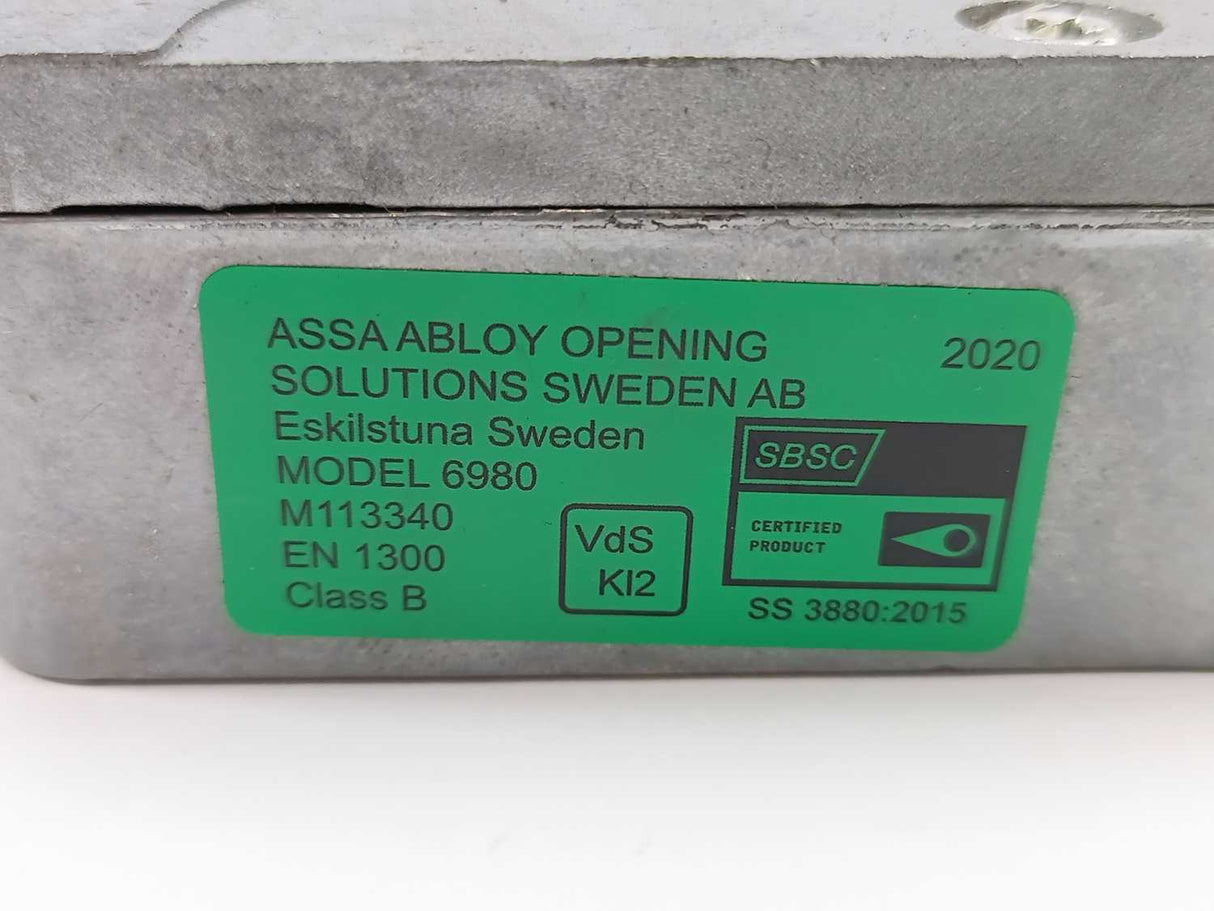 ASSA ABLOY OPENING
SOLUTIONS SWEDEN AB
2020
Eskilstuna Sweden
MODEL 6980
M113340
EN 1300
Class B
VdS
Kl2
SBSC
CERTIFIED
PRODUCT
SS 3880:2015